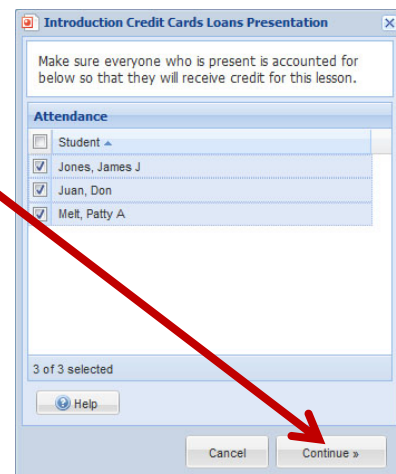 Introduction Credit Cards Loans Presentation
Make sure everyone who is present is accounted for
below so that they will receive credit for this lesson.
Attendance
Student
Jones, James J
Juan, Don
Melt, Patty A
3 of 3 selected
Help
Cancel
Continue »